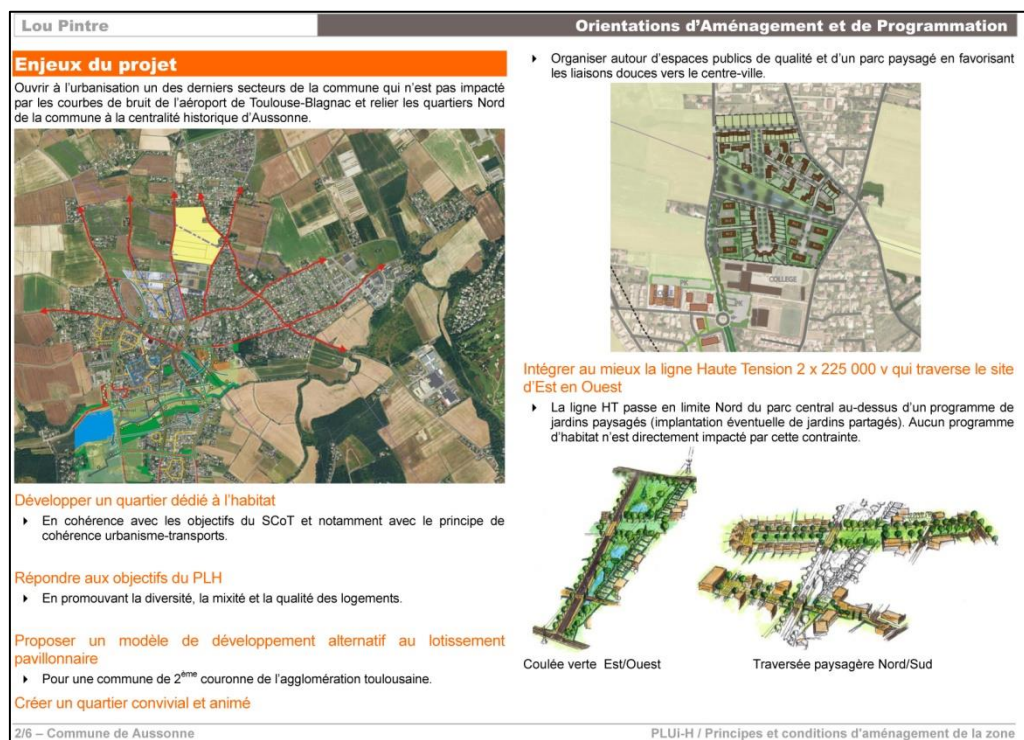 Lou Pintre
Orientations d'Aménagement et de Programmation
Enjeux du projet
Ouvrir à l'urbanisation un des derniers secteurs de la commune qui n'est pas impacté
par les courbes de bruit de l'aéroport de Toulouse-Blagnac et relier les quartiers Nord
de la commune à la centralité historique d'Aussonne.
Développer un quartier dédié à l'habitat
‣ En cohérence avec les objectifs du SCoT et notamment avec le principe de
cohérence urbanisme-transports.
Répondre aux objectifs du PLH
‣ En promouvant la diversité, la mixité et la qualité des logements.
Proposer un modèle de développement alternatif au lotissement
pavillonnaire
‣ Pour une commune de 2ème couronne de l'agglomération toulousaine.
Créer un quartier convivial et animé
‣ Organiser autour d'espaces publics de qualité et d'un parc paysagé en favorisant
les liaisons douces vers le centre-ville.
COLLEGE
Intégrer au mieux la ligne Haute Tension 2 x 225 000 v qui traverse le site
d'Est en Ouest
‣ La ligne HT passe en limite Nord du parc central au-dessus d'un programme de
jardins paysagés (implantation éventuelle de jardins partagés). Aucun programme
d'habitat n'est directement impacté par cette contrainte.
Coulée verte Est/Ouest
Traversée paysagère Nord/Sud
2/6 – Commune de Aussonne
PLUi-H / Principes et conditions d'aménagement de la zone